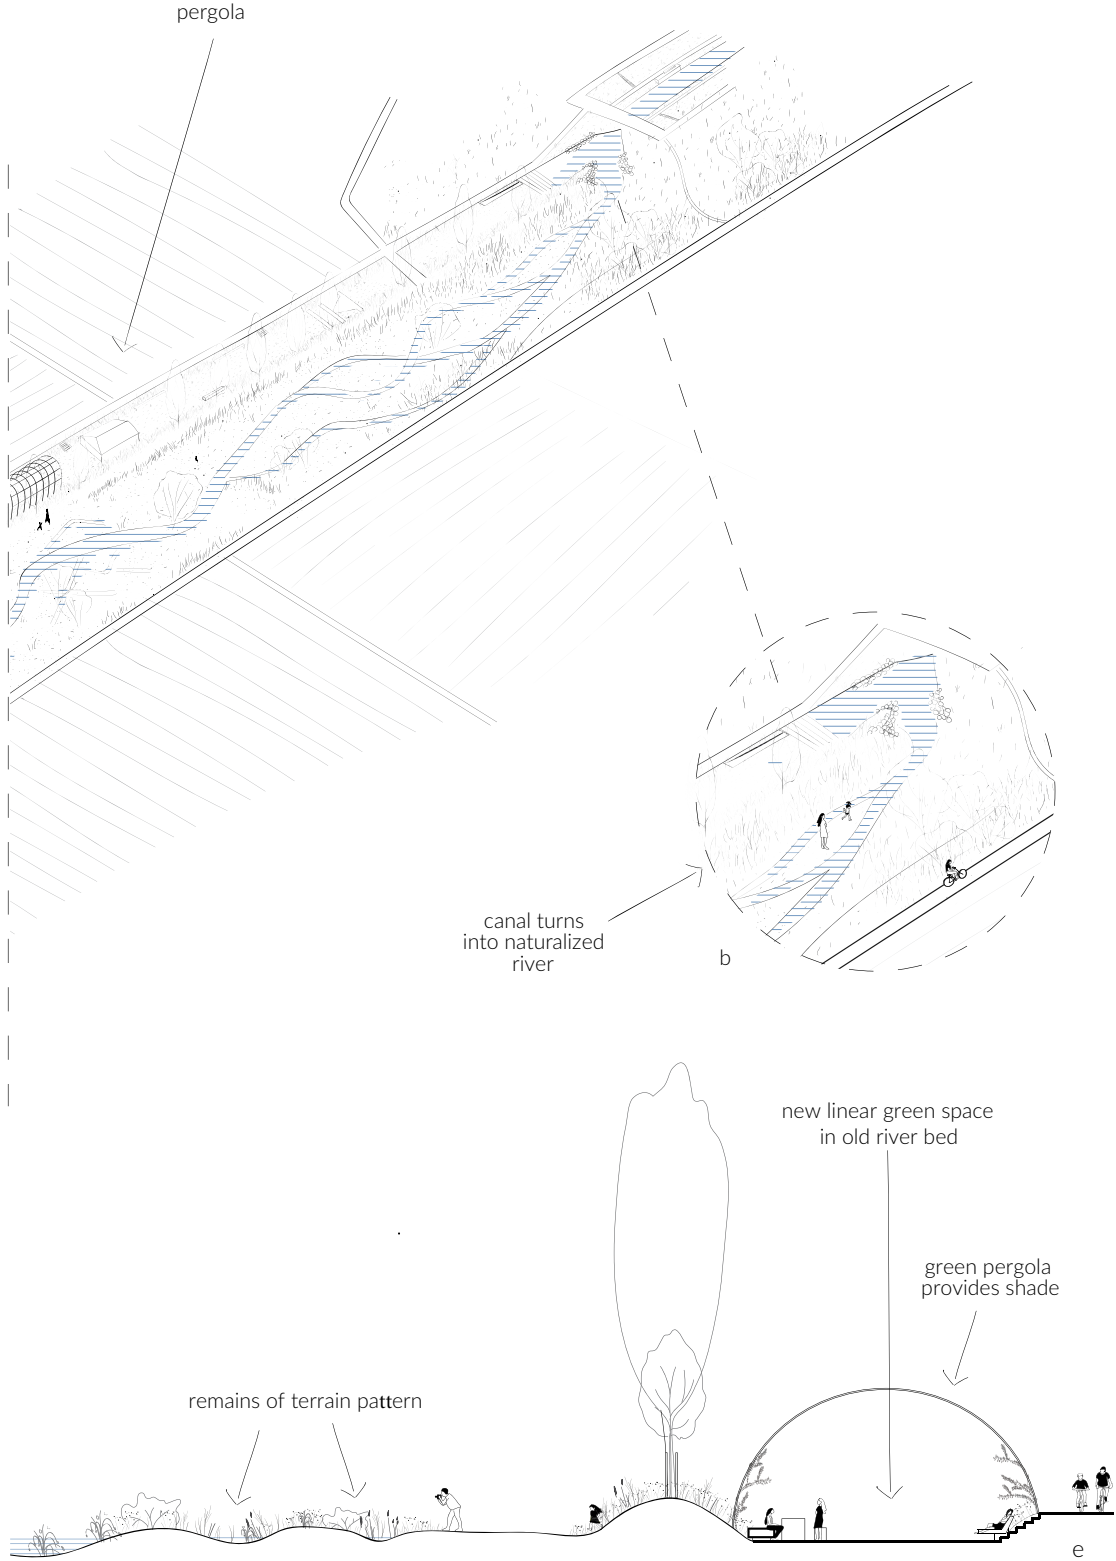 pergola
canal turns
into naturalized
river
b
new linear green space
in old river bed
green pergola
provides shade
remains of terrain pattern
e